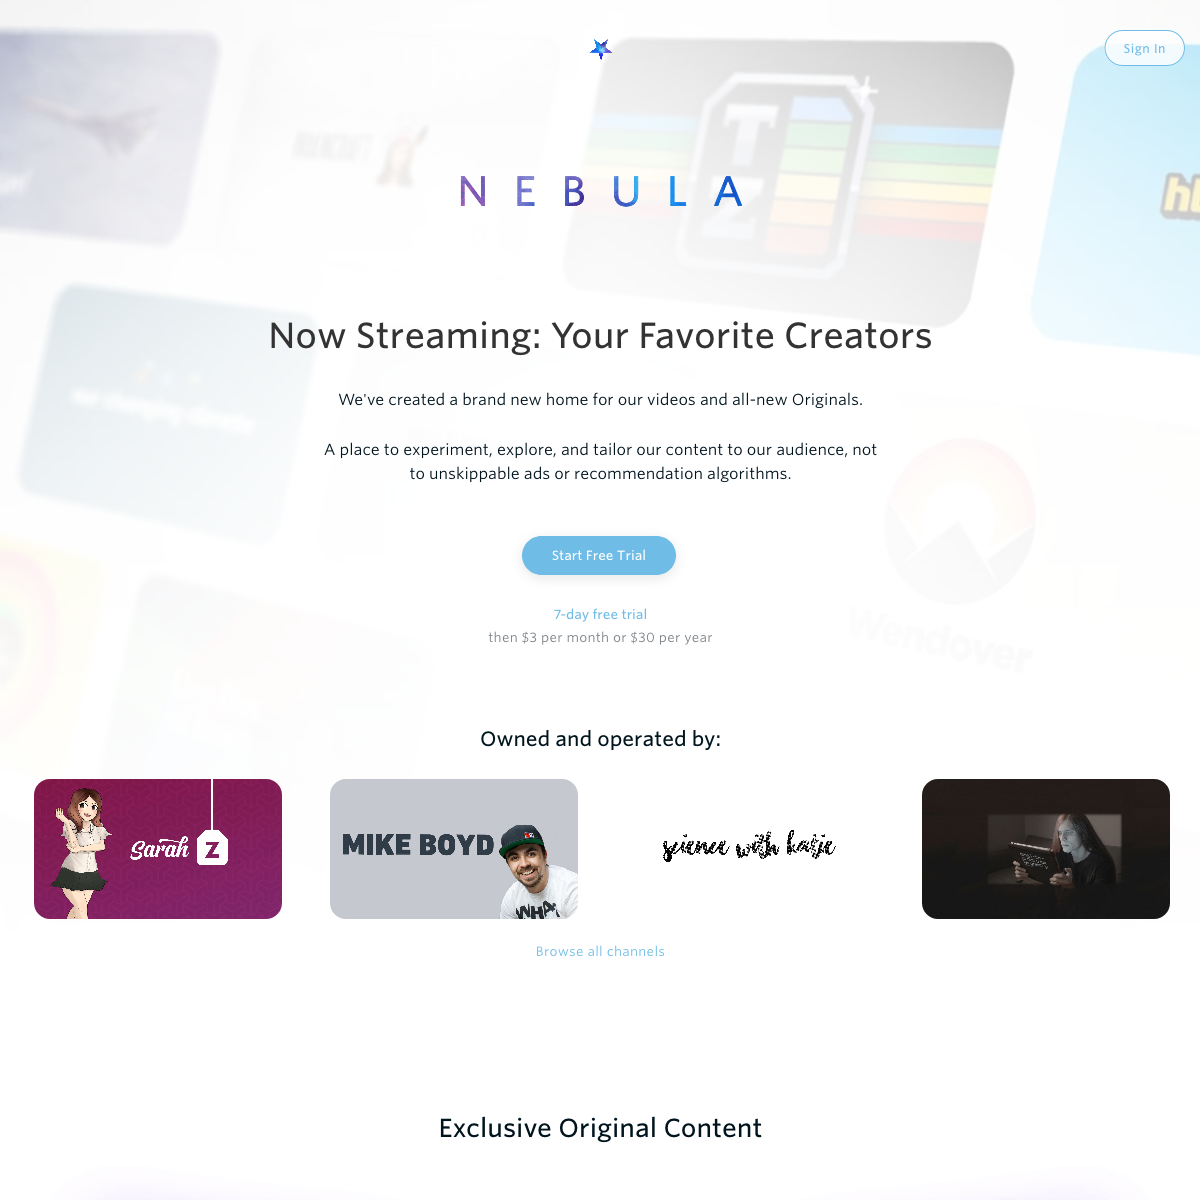 Sign In
NEBULA
Now Streaming: Your Favorite Creators
We've created a brand new home for our videos and all-new Originals.
A place to experiment, explore, and tailor our content to our audience, not
to unskippable ads or recommendation algorithms.
Start Free Trial
7-day free trial
then $3 per month or $30 per year
Wendover
Owned and operated by:
Sarah Z
MIKE BOYD
WHA
science with katie
Browse all channels
Exclusive Original Content